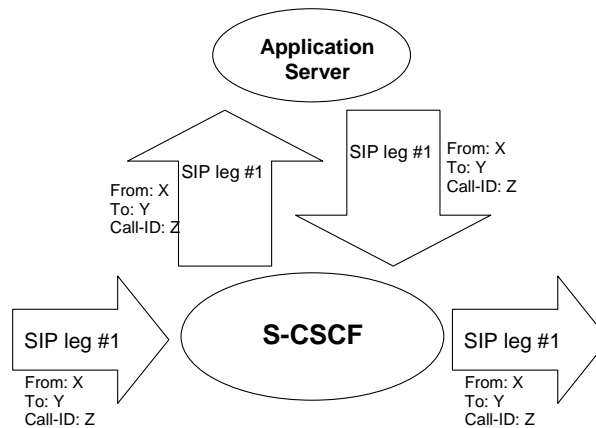 Application
Server
SIP leg #1
From: X
To: Y
Call-ID: Z
SIP leg #1
From: X
To: Y
Call-ID: Z
S-CSCF
SIP leg #1
From: X
To: Y
Call-ID: Z
SIP leg #1
From: X
To: Y
Call-ID: Z